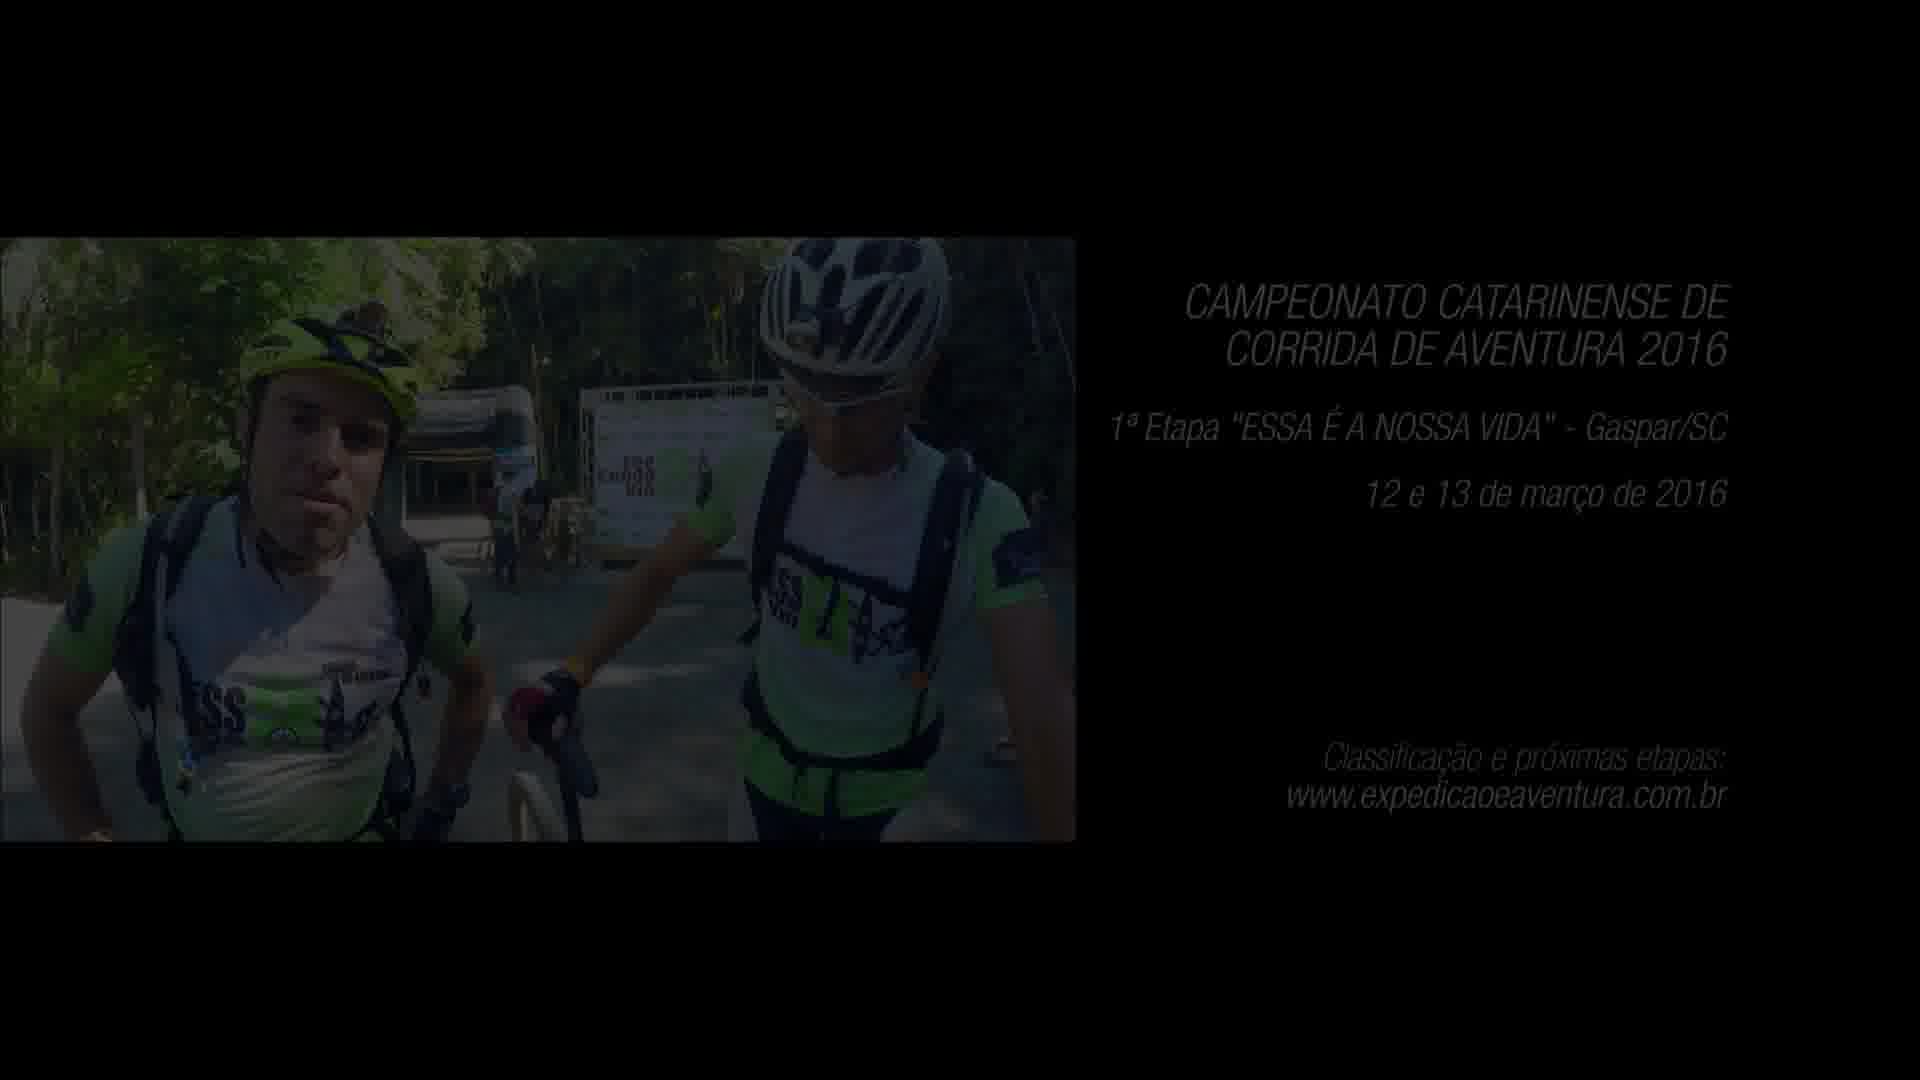 CAMPEONATO CATARINENSE DE
CORRIDA DE AVENTURA 2016
1ª Etapa "ESSA É A NOSSA VIDA" - Gaspar/SC
12 e 13 de março de 2016
Classificação e próximas etapas:
www.expedicaoeaventura.com.br